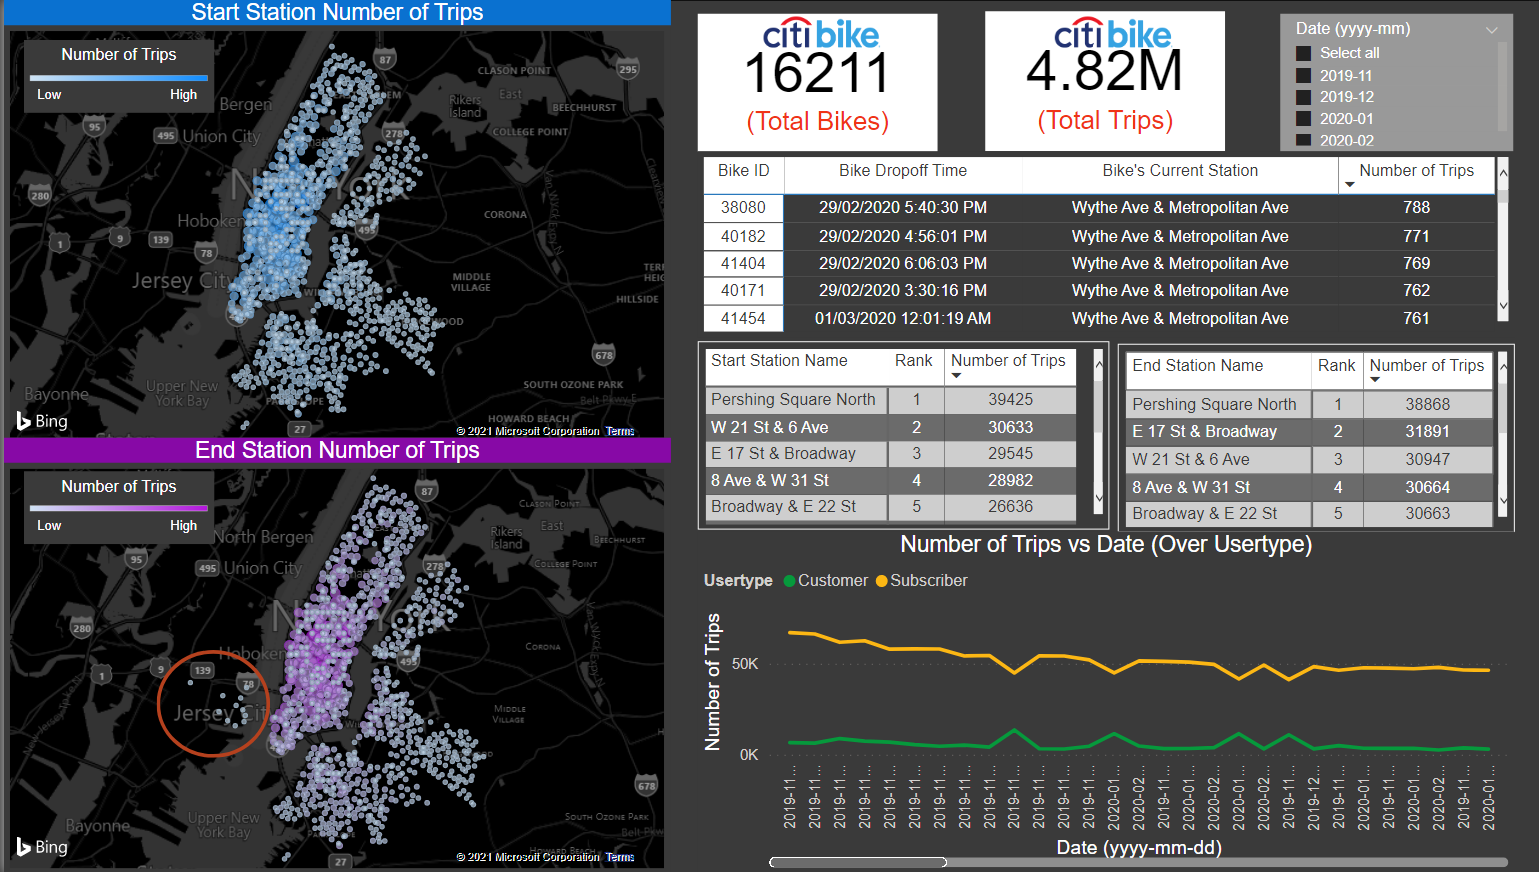 Start Station Number of Trips
Number of Trips
Low High
87
295
CLASON POINT
Rikers
Island
East
BEECHHURST
Bergen
95
495
Union City
278
COLLEGE POINT
New York
280
Hoboken
CORONA
1
9
139
495
78
Jersey City
MIDDLE
VILLAGE
HILLSIDE
678
Bayonne
Upper New
York Bay
SOUTH OZONE PARK
Belt Pkwy E
HOWARD BEACH
27
Bing
© 2021 Microsoft Corporation Terms
End Station Number of Trips
Number of Trips
Low High
87
CLASON POINT
Rikers
Island
East
BEECHHURST
North Bergen
95
495
Union City
278
COLLEGE POINT
New York
280
Hoboken
CORONA
1
9
139
495
78
Jersey City
MIDDLE
VILLAGE
678
Bayonne
Upper New
York Bay
SOUTH OZONE PARK
HOWARD BEACH
27
Bing
© 2021 Microsoft Corporation Terms
citi bike
16211
(Total Bikes)
citi bike
4.82M
(Total Trips)
Date (yyyy-mm)
Select all
2019-11
2019-12
2020-01
2020-02
Bike ID Bike Dropoff Time Bike's Current Station Number of Trips
38080 29/02/2020 5:40:30 PM Wythe Ave & Metropolitan Ave 788
40182 29/02/2020 4:56:01 PM Wythe Ave & Metropolitan Ave 771
41404 29/02/2020 6:06:03 PM Wythe Ave & Metropolitan Ave 769
40171 29/02/2020 3:30:16 PM Wythe Ave & Metropolitan Ave 762
41454 01/03/2020 12:01:19 AM Wythe Ave & Metropolitan Ave 761
Start Station Name Rank Number of Trips
Pershing Square North 1 39425
W 21 St & 6 Ave 2 30633
E 17 St & Broadway 3 29545
8 Ave & W 31 St 4 28982
Broadway & E 22 St 5 26636
End Station Name Rank Number of Trips
Pershing Square North 1 38868
E 17 St & Broadway 2 31891
W 21 St & 6 Ave 3 30947
8 Ave & W 31 St 4 30664
Broadway & E 22 St 5 30663
Number of Trips vs Date (Over Usertype)
Usertype Customer Subscriber
Number of Trips
50K
0K
2019-11... 2019-11... 2019-11... 2019-11... 2019-11... 2019-11... 2019-11... 2019-11... 2019-11... 2019-11... 2019-11... 2019-11... 2020-01... 2020-01... 2020-02... 2019-11... 2020-01... 2020-02... 2020-01... 2020-02... 2019-11... 2019-12... 2019-11... 2020-01... 2020-01... 2020-02... 2019-11... 2020-01...
Date (yyyy-mm-dd)